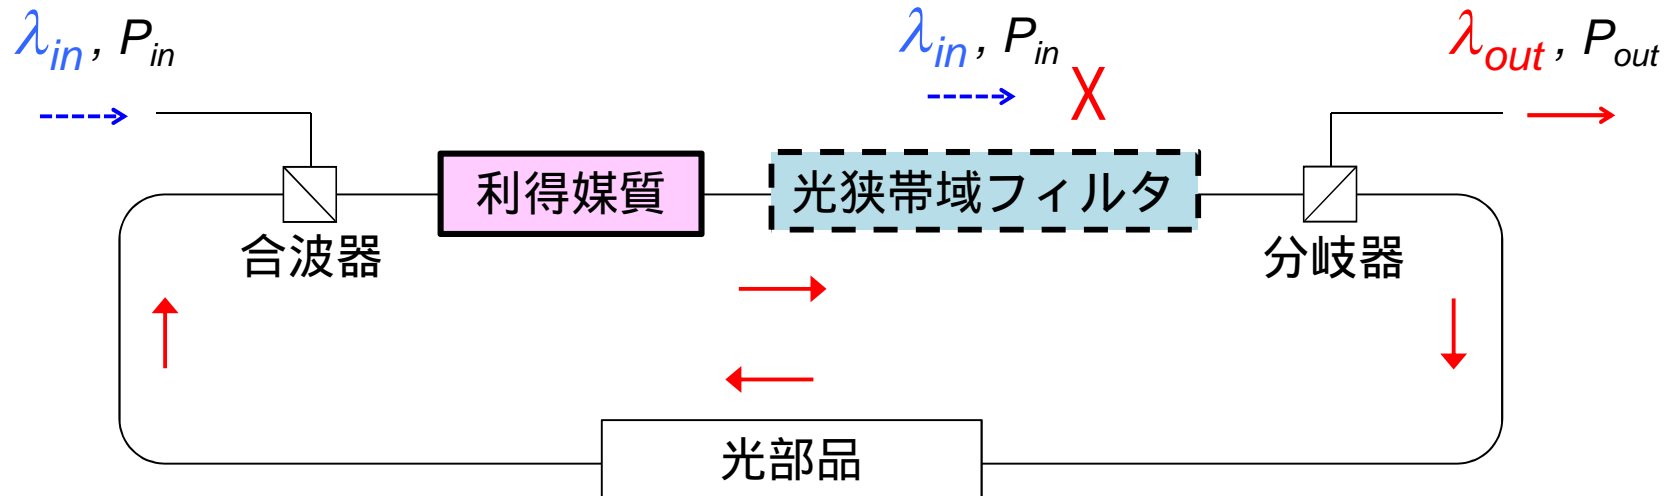 λin , Pin
λin , Pin
X
λout , Pout
利得媒質
光狭帯域フィルタ
合波器
分岐器
光部品